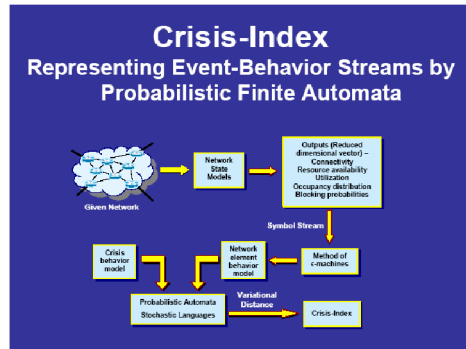 Crisis-Index
Representing Event-Behavior Streams by
Probabilistic Finite Automata
Given Network
Network
State
Models
Outputs (Reduced
dimensional vector) –
Connectivity
Resource availability
Utilization
Occupancy distribution
Blocking probabilities
Symbol Stream
Crisis
behavior
model
Network
element
behavior
model
Method of
ε-machines
Probabilistic Automata
Stochastic Languages
Variational
Distance
Crisis-Index